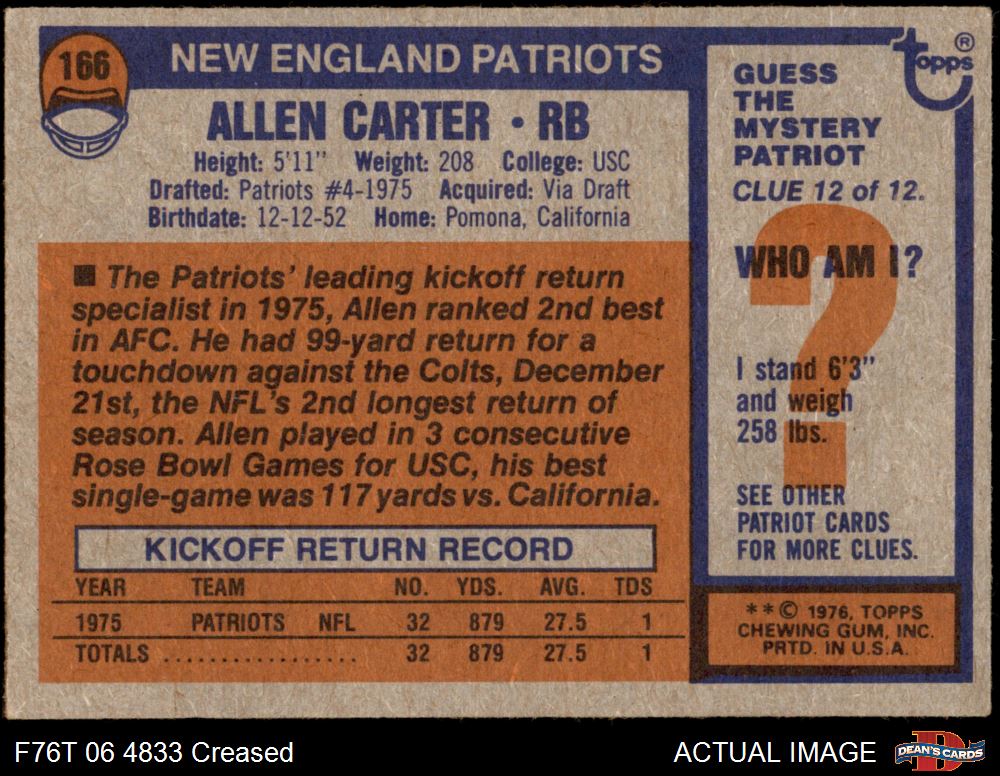 166
NEW ENGLAND PATRIOTS
ALLEN CARTER • RB
Height: 5'11" Weight: 208 College: USC
Drafted: Patriots #4-1975 Acquired: Via Draft
Birthdate: 12-12-52 Home: Pomona, California
■ The Patriots' leading kickoff return
specialist in 1975, Allen ranked 2nd best
in AFC. He had 99-yard return for a
touchdown against the Colts, December
21st, the NFL's 2nd longest return of
season. Allen played in 3 consecutive
Rose Bowl Games for USC, his best
single-game was 117 yards vs. California.
KICKOFF RETURN RECORD
YEAR TEAM NO. YDS. AVG. TDS
1975 PATRIOTS NFL 32 879 27.5 1
TOTALS .................. 32 879 27.5 1
topps ®
GUESS
THE
MYSTERY
PATRIOT
CLUE 12 of 12.
WHO AM I?
?
I stand 6'3"
and weigh
258 lbs.
SEE OTHER
PATRIOT CARDS
FOR MORE CLUES.
**© 1976, TOPPS
CHEWING GUM, INC.
PRTD. IN U.S.A.
F76T 06 4833 Creased
ACTUAL IMAGE
D
DEAN'S CARDS